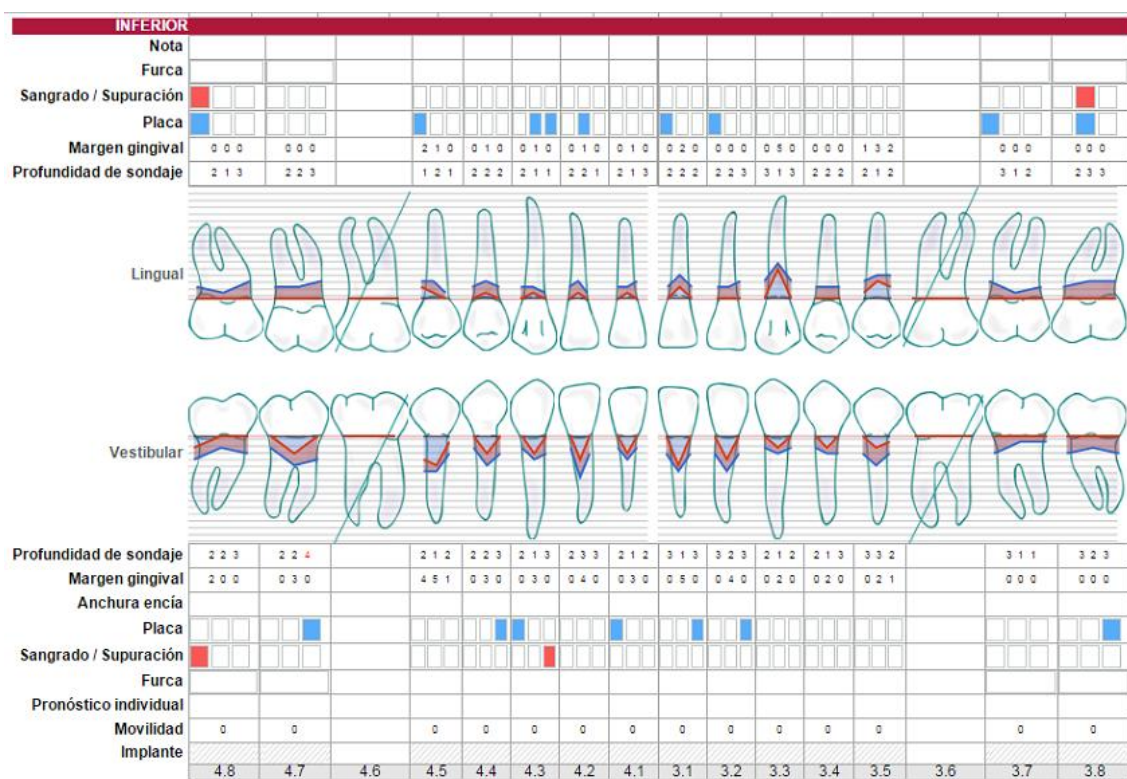 INFERIOR
Nota
Furca
Sangrado / Supuración
Placa
Margen gingival 0 0 0 0 0 0 2 1 0 0 1 0 0 1 0 0 1 0 0 1 0 0 2 0 0 0 0 0 5 0 0 0 0 1 3 2 0 0 0 0 0 0
Profundidad de sondaje 2 1 3 2 2 3 1 2 1 2 2 2 2 1 1 2 2 1 2 1 3 2 2 2 2 2 3 3 1 3 2 2 2 2 1 2 3 1 2 2 3 3
Lingual
Vestibular
Profundidad de sondaje 2 2 3 2 2 4 2 1 2 2 2 3 2 1 3 2 3 3 2 1 2 3 1 3 3 2 3 2 1 2 2 1 3 3 3 2 3 1 1 3 2 3
Margen gingival 2 0 0 0 3 0 4 5 1 0 3 0 0 3 0 0 4 0 0 3 0 0 5 0 0 4 0 0 2 0 0 2 0 0 2 1 0 0 0 0 0 0
Anchura encía
Placa
Sangrado / Supuración
Furca
Pronóstico individual
Movilidad 0 0 0 0 0 0 0 0 0 0 0 0 0 0
Implante
4.8 4.7 4.6 4.5 4.4 4.3 4.2 4.1 3.1 3.2 3.3 3.4 3.5 3.6 3.7 3.8